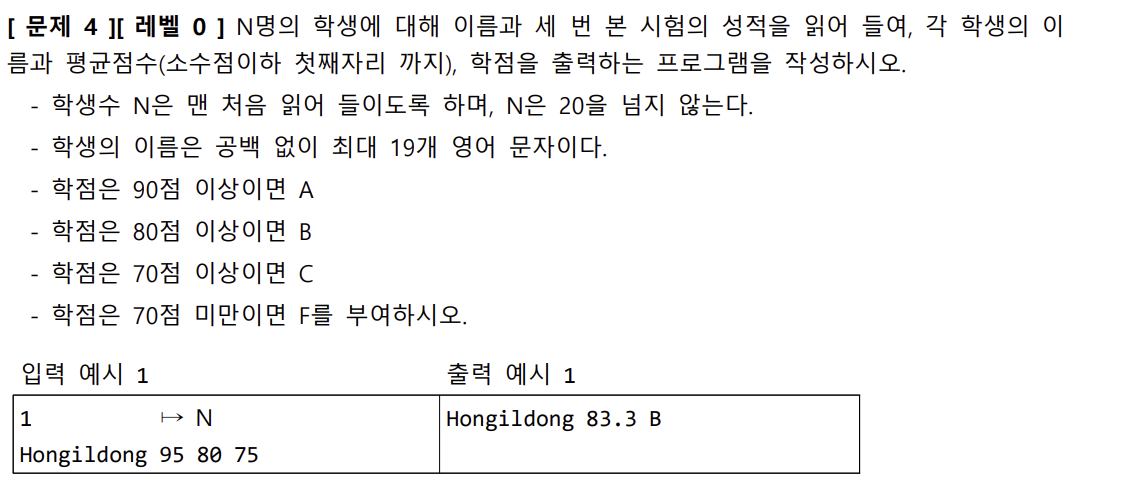 [ 문제 4 ][ 레벨 0 ] N명의 학생에 대해 이름과 세 번 본 시험의 성적을 읽어 들여, 각 학생의 이
름과 평균점수(소수점이하 첫째자리 까지), 학점을 출력하는 프로그램을 작성하시오.
- 학생수 N은 맨 처음 읽어 들이도록 하며, N은 20을 넘지 않는다.
- 학생의 이름은 공백 없이 최대 19개 영어 문자이다.
- 학점은 90점 이상이면 A
- 학점은 80점 이상이면 B
- 학점은 70점 이상이면 C
- 학점은 70점 미만이면 F를 부여하시오.
입력 예시 1 출력 예시 1
1 ↦ N Hongildong 83.3 B
Hongildong 95 80 75